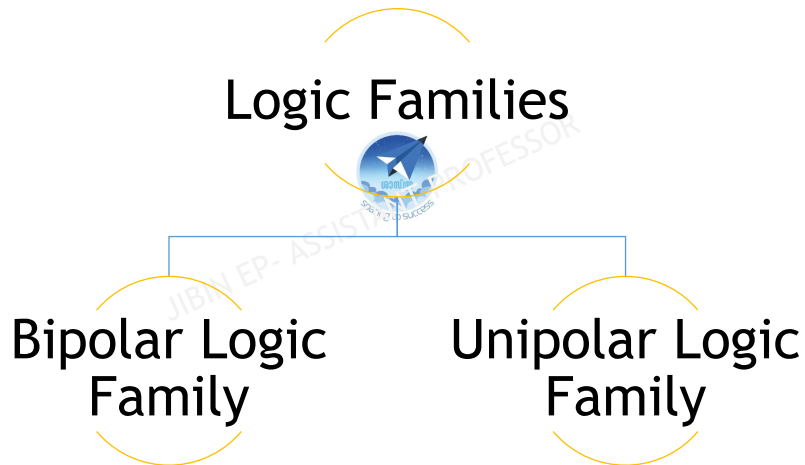 Logic Families
JIBIN EP- ASSISTANT PROFESSOR
Bipolar Logic
Family
Unipolar Logic
Family